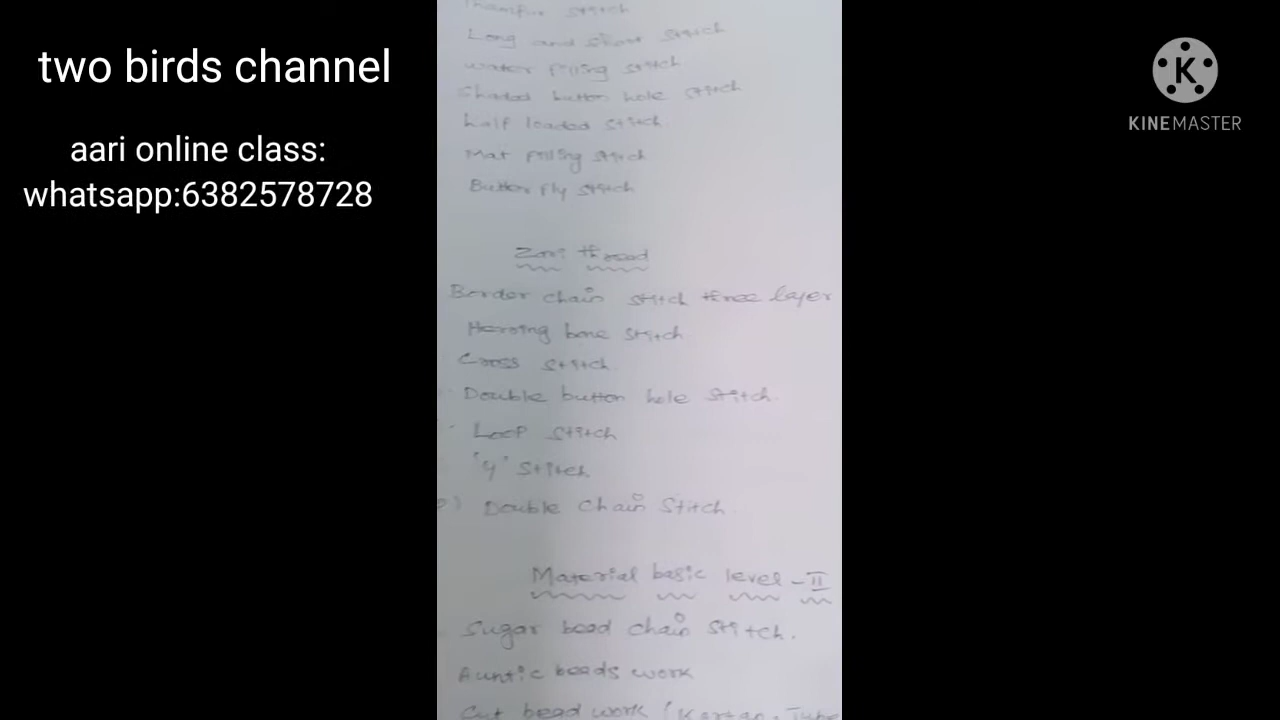 two birds channel
aari online class:
whatsapp:6382578728
KINEMASTER
stitch
Long and short stitch
water filling stitch
Shaded button hole stitch
half loaded stitch
Mat filling stitch
Butter fly stitch
Zari thread
Border chain stitch three layer
Herring bone stitch
Cross stitch
Double button hole stitch
Loop stitch
"y" stitch
Double Chain Stitch
Material basic level - II
Sugar bead chain stitch.
Auntic beads work
Cut bead work